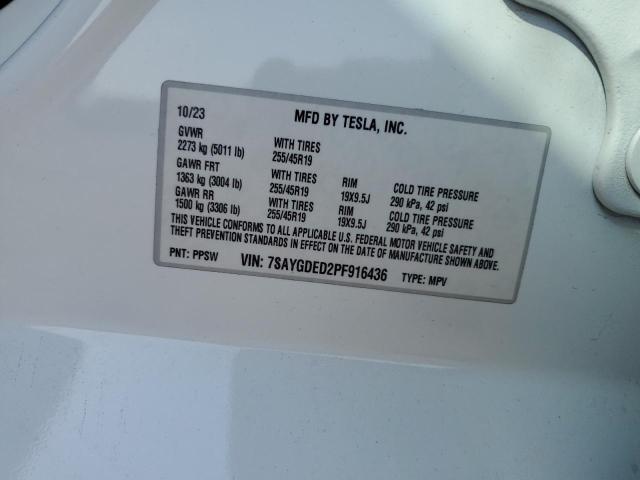 10/23 MFD BY TESLA, INC.
GVWR WITH TIRES
2273 kg (5011 lb) 255/45R19
GAWR FRT WITH TIRES RIM COLD TIRE PRESSURE
1363 kg (3004 lb) 255/45R19 19X9.5J 290 kPa, 42 psi
GAWR RR WITH TIRES RIM COLD TIRE PRESSURE
1500 kg (3306 lb) 255/45R19 19X9.5J 290 kPa, 42 psi
THIS VEHICLE CONFORMS TO ALL APPLICABLE U.S. FEDERAL MOTOR VEHICLE SAFETY AND
THEFT PREVENTION STANDARDS IN EFFECT ON THE DATE OF MANUFACTURE SHOWN ABOVE.
PNT: PPSW VIN: 7SAYGDED2PF916436 TYPE: MPV